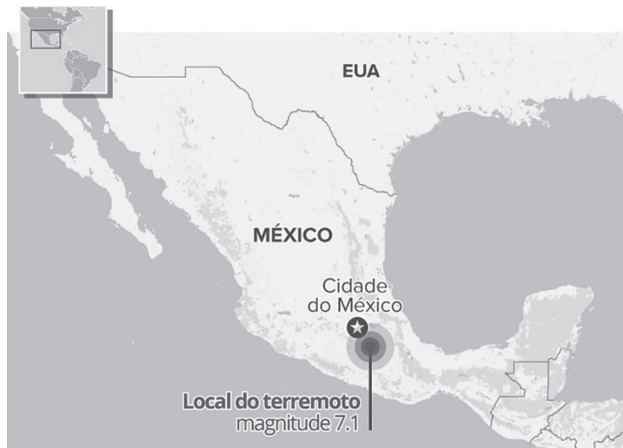 EUA
MÉXICO
Cidade
do México
Local do terremoto
magnitude 7.1